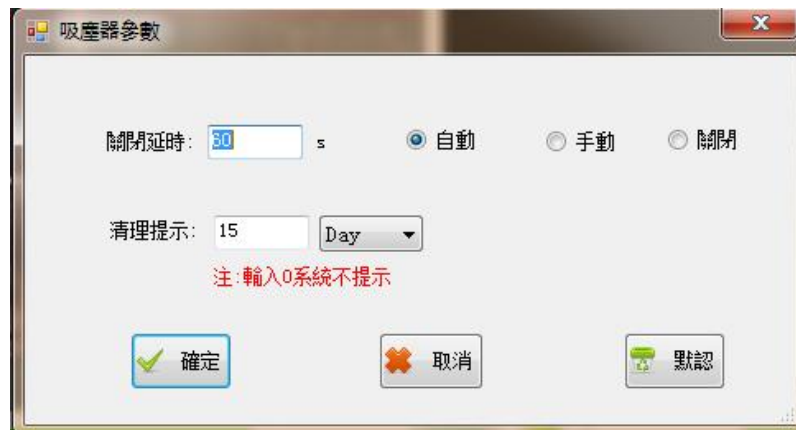 吸塵器參數
關閉延時: 60 s 自動 手動 關閉
清理提示: 15 Day
注:輸入0系統不提示
確定 取消 默認